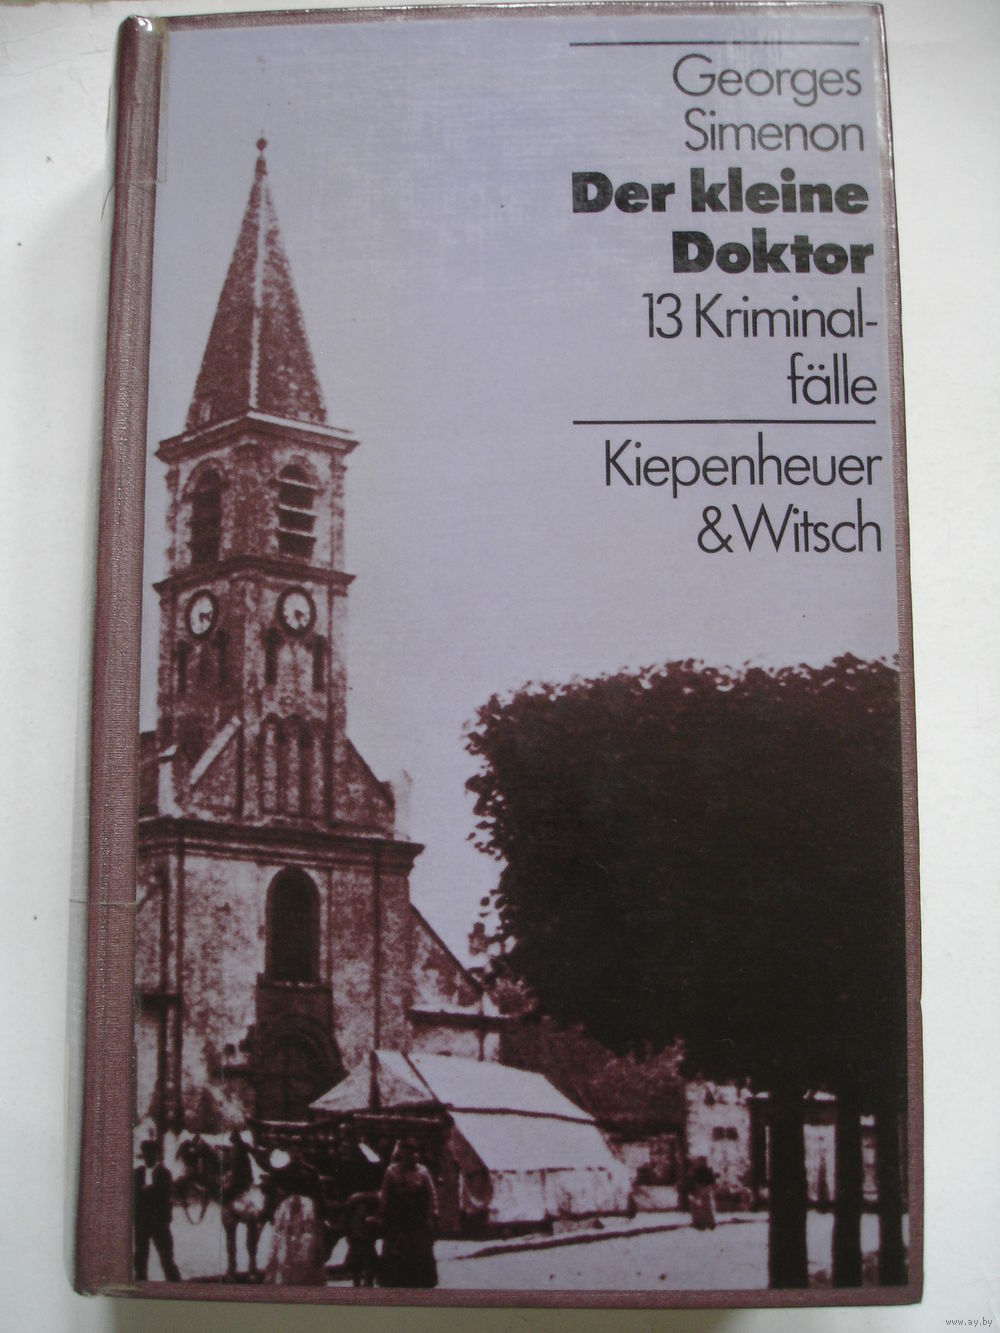 Georges
Simenon
Der kleine
Doktor
13 Kriminal-
fälle
Kiepenheuer
&Witsch
www.ay.by